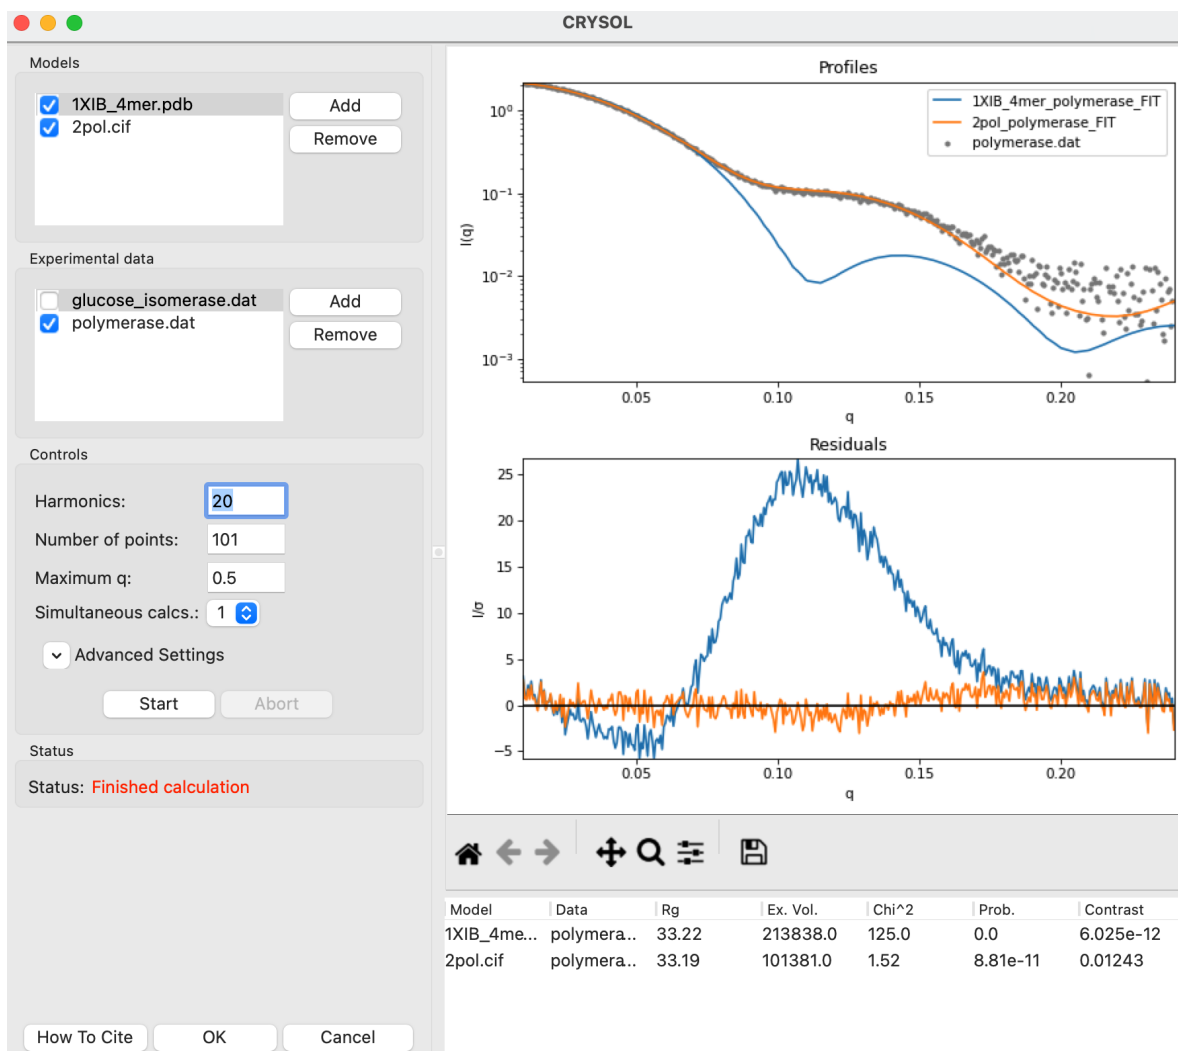 CRYSOL
Models
1XIB_4mer.pdb
2pol.cif
Add
Remove
Experimental data
glucose_isomerase.dat
polymerase.dat
Add
Remove
Controls
Harmonics: 20
Number of points: 101
Maximum q: 0.5
Simultaneous calcs.: 1
Advanced Settings
Start Abort
Status
Status: Finished calculation
How To Cite OK Cancel
Profiles
1XIB_4mer_polymerase_FIT
2pol_polymerase_FIT
polymerase.dat
I(q)
10⁰
10⁻¹
10⁻²
10⁻³
0.05 0.10 0.15 0.20
q
Residuals
I/σ
25
20
15
10
5
0
−5
0.05 0.10 0.15 0.20
q
Model Data Rg Ex. Vol. Chi^2 Prob. Contrast
1XIB_4me... polymera... 33.22 213838.0 125.0 0.0 6.025e-12
2pol.cif polymera... 33.19 101381.0 1.52 8.81e-11 0.01243